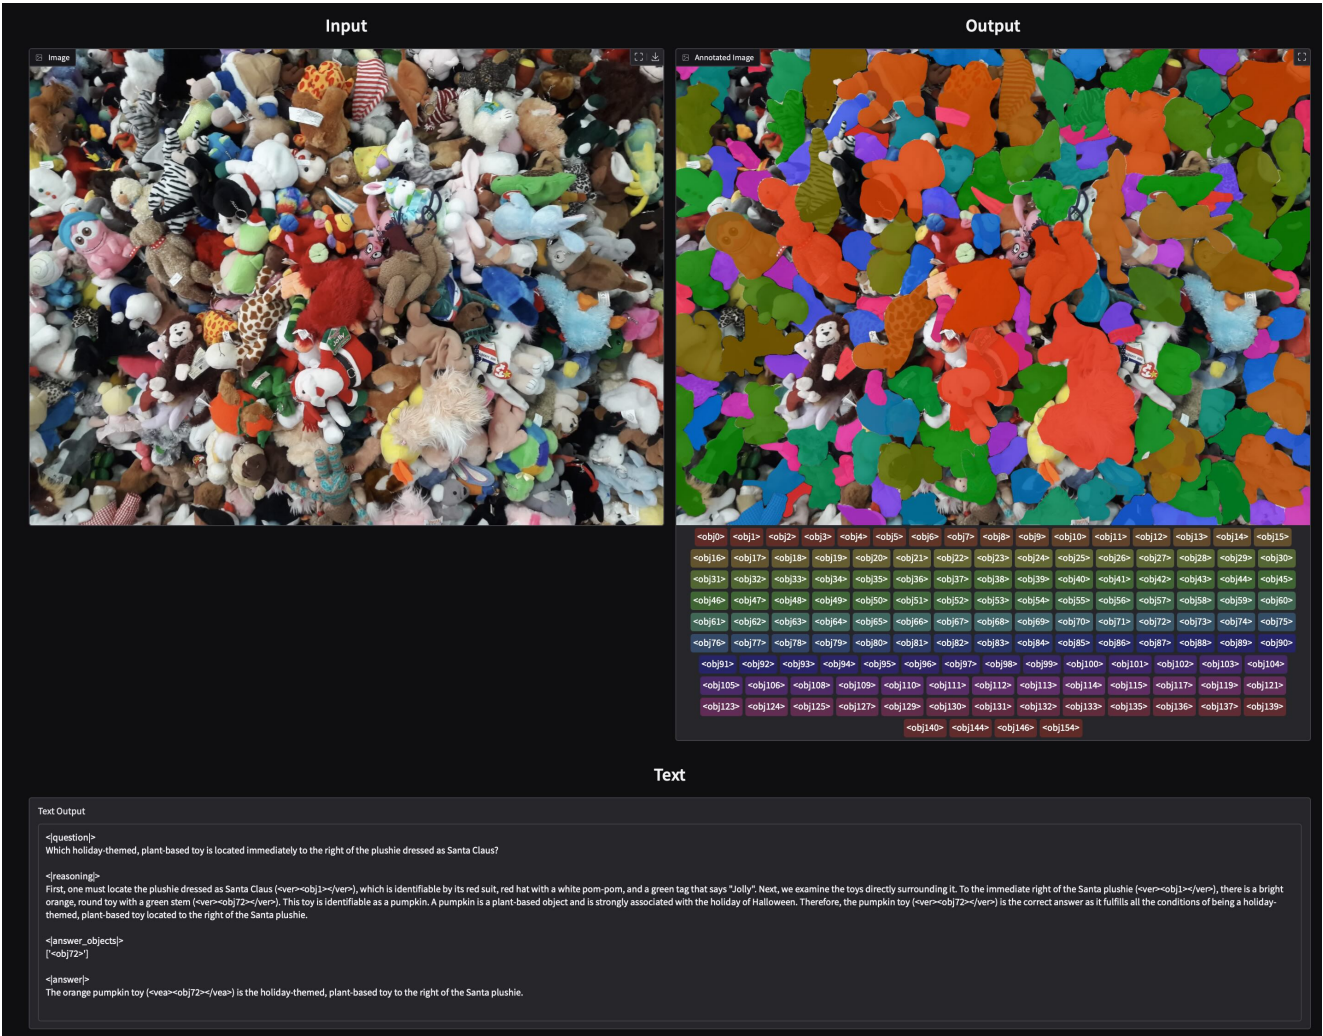 Input
Output
Image
Annotated Image
<obj0> <obj1> <obj2> <obj3> <obj4> <obj5> <obj6> <obj7> <obj8> <obj9> <obj10> <obj11> <obj12> <obj13> <obj14> <obj15>
<obj16> <obj17> <obj18> <obj19> <obj20> <obj21> <obj22> <obj23> <obj24> <obj25> <obj26> <obj27> <obj28> <obj29> <obj30>
<obj31> <obj32> <obj33> <obj34> <obj35> <obj36> <obj37> <obj38> <obj39> <obj40> <obj41> <obj42> <obj43> <obj44> <obj45>
<obj46> <obj47> <obj48> <obj49> <obj50> <obj51> <obj52> <obj53> <obj54> <obj55> <obj56> <obj57> <obj58> <obj59> <obj60>
<obj61> <obj62> <obj63> <obj64> <obj65> <obj66> <obj67> <obj68> <obj69> <obj70> <obj71> <obj72> <obj73> <obj74> <obj75>
<obj76> <obj77> <obj78> <obj79> <obj80> <obj81> <obj82> <obj83> <obj84> <obj85> <obj86> <obj87> <obj88> <obj89> <obj90>
<obj91> <obj92> <obj93> <obj94> <obj95> <obj96> <obj97> <obj98> <obj99> <obj100> <obj101> <obj102> <obj103> <obj104>
<obj105> <obj106> <obj108> <obj109> <obj110> <obj111> <obj112> <obj113> <obj114> <obj115> <obj117> <obj119> <obj121>
<obj123> <obj124> <obj125> <obj127> <obj129> <obj130> <obj131> <obj132> <obj133> <obj135> <obj136> <obj137> <obj139>
<obj140> <obj144> <obj146> <obj154>
Text
Text Output
<|question|>
Which holiday-themed, plant-based toy is located immediately to the right of the plushie dressed as Santa Claus?
<|reasoning|>
First, one must locate the plushie dressed as Santa Claus (<ver><obj1></ver>), which is identifiable by its red suit, red hat with a white pom-pom, and a green tag that says "Jolly". Next, we examine the toys directly surrounding it. To the immediate right of the Santa plushie (<ver><obj1></ver>), there is a bright
orange, round toy with a green stem (<ver><obj72></ver>). This toy is identifiable as a pumpkin. A pumpkin is a plant-based object and is strongly associated with the holiday of Halloween. Therefore, the pumpkin toy (<ver><obj72></ver>) is the correct answer as it fulfills all the conditions of being a holiday-
themed, plant-based toy located to the right of the Santa plushie.
<|answer_objects|>
['<obj72>']
<|answer|>
The orange pumpkin toy (<vea><obj72></vea>) is the holiday-themed, plant-based toy to the right of the Santa plushie.